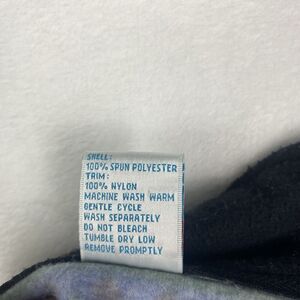 SHELL:
100% SPUN POLYESTER
TRIM:
100% NYLON
MACHINE WASH WARM
GENTLE CYCLE
WASH SEPARATELY
DO NOT BLEACH
TUMBLE DRY LOW
REMOVE PROMPTLY